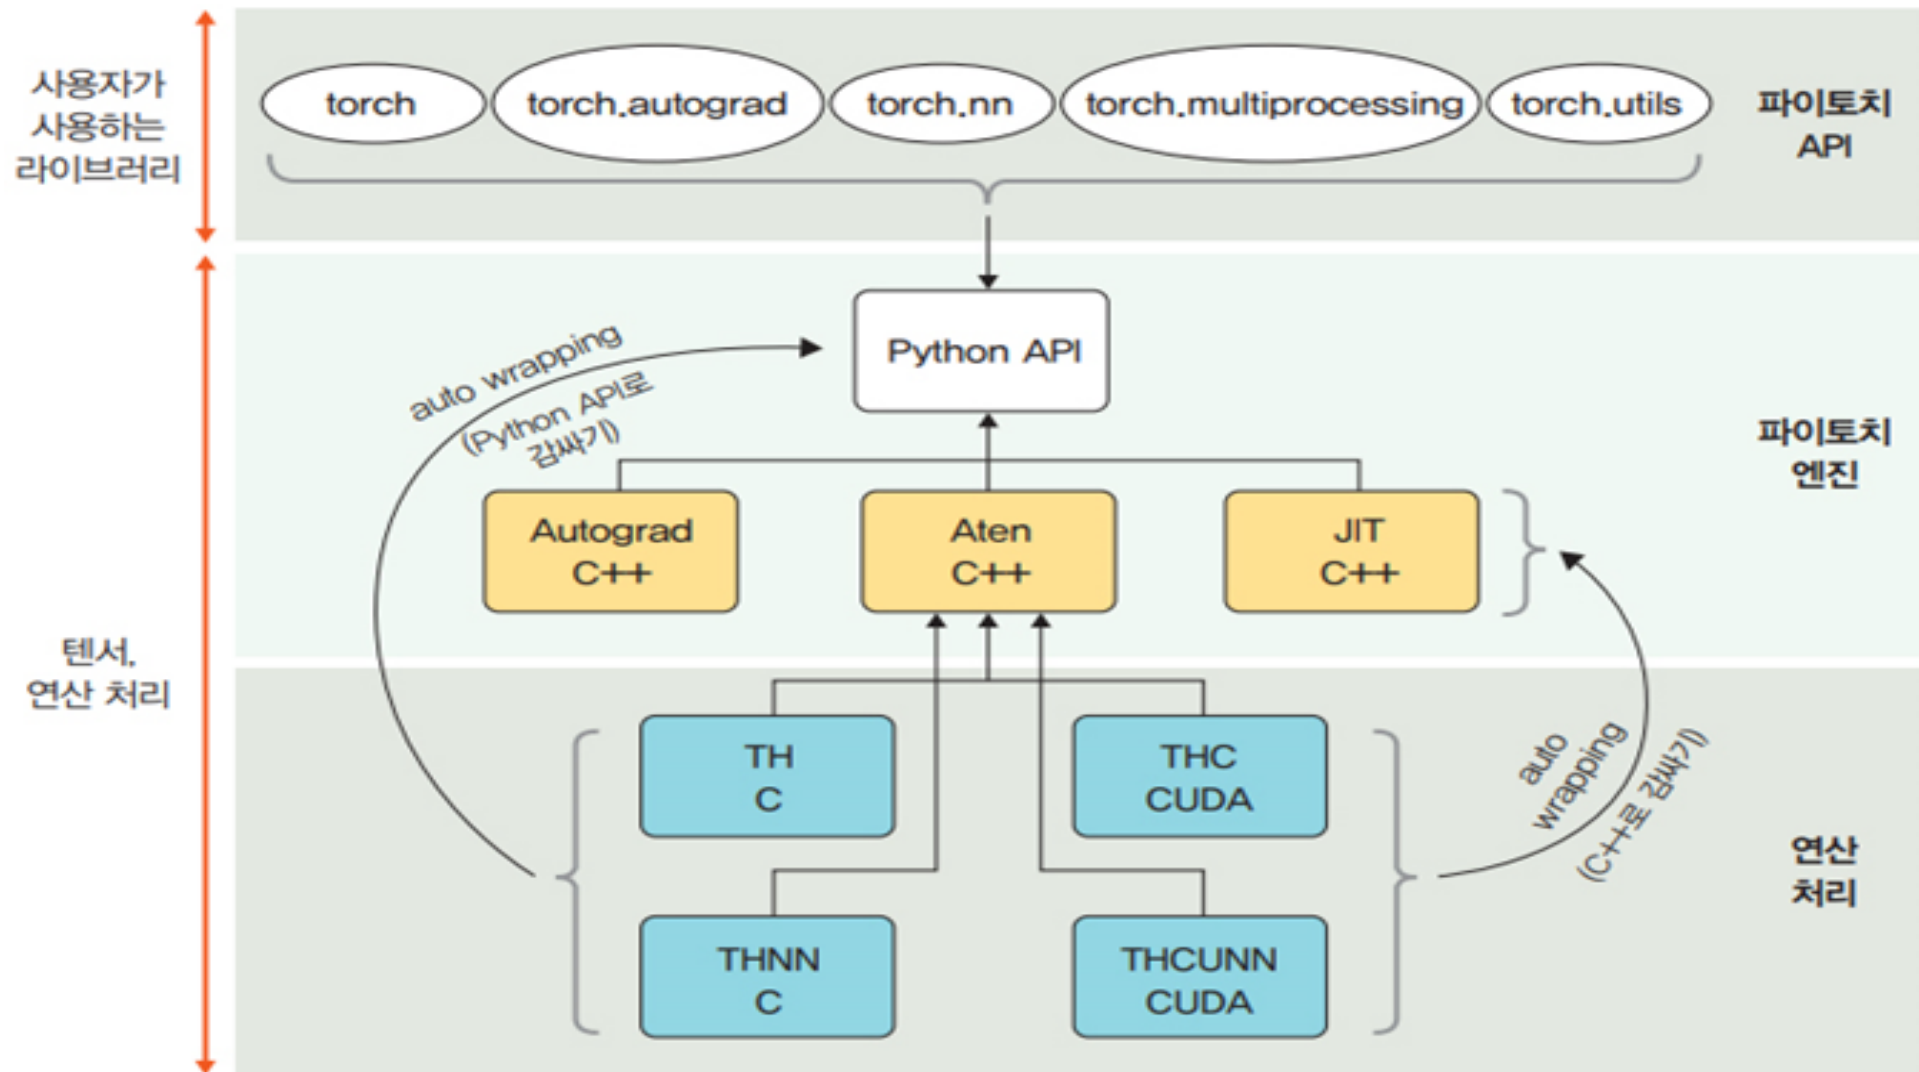 사용자가
사용하는
라이브러리
torch
torch.autograd
torch.nn
torch.multiprocessing
torch.utils
파이토치
API
Python API
auto wrapping
(Python API로
감싸기)
파이토치
엔진
Autograd
C++
Aten
C++
JIT
C++
텐서,
연산 처리
TH
C
THC
CUDA
auto
wrapping
(C++로 감싸기)
연산
처리
THNN
C
THCUNN
CUDA